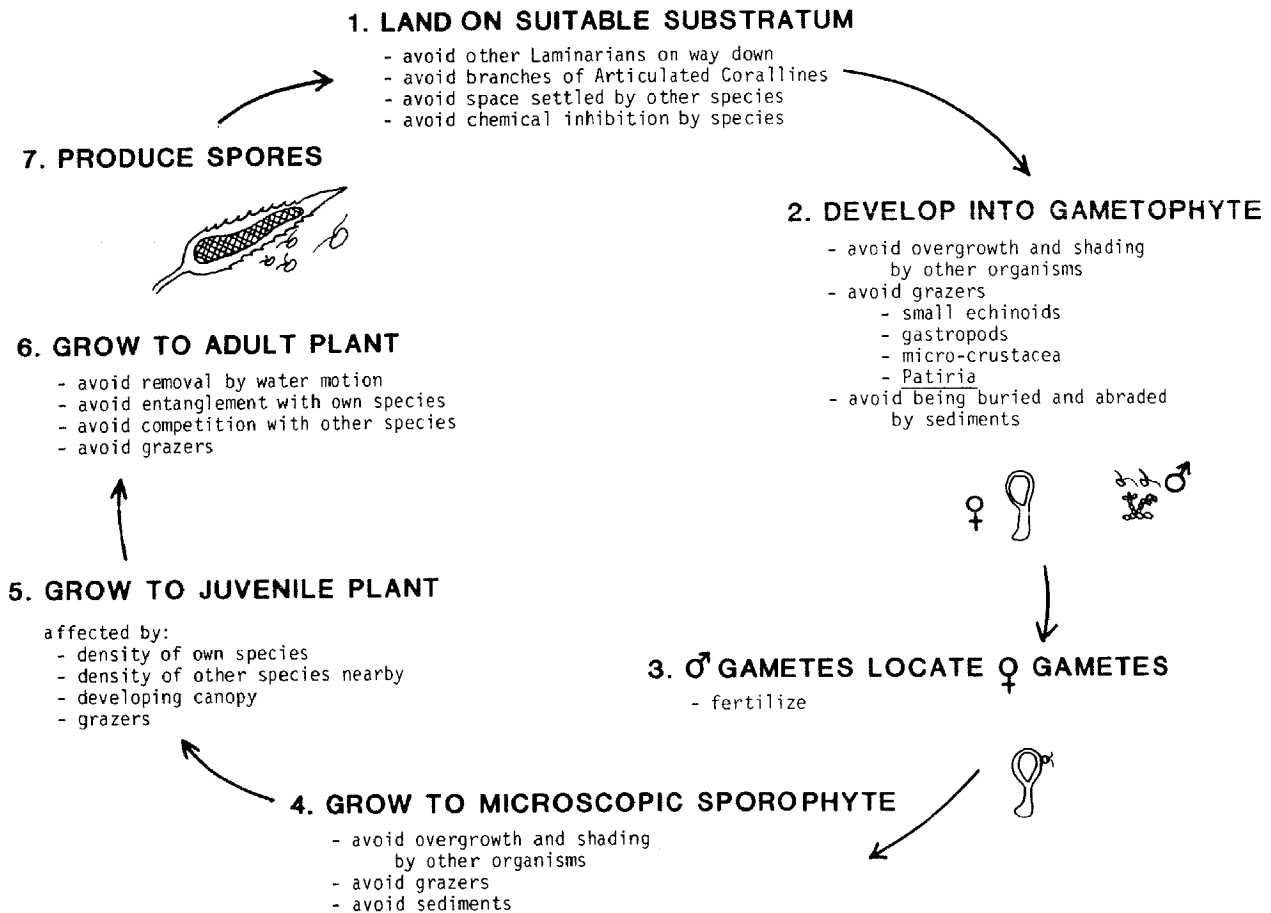 1. LAND ON SUITABLE SUBSTRATUM
- avoid other Laminarians on way down
- avoid branches of Articulated Corallines
- avoid space settled by other species
- avoid chemical inhibition by species
2. DEVELOP INTO GAMETOPHYTE
- avoid overgrowth and shading
by other organisms
- avoid grazers
- small echinoids
- gastropods
- micro-crustacea
- Patiria
- avoid being buried and abraded
by sediments
♀
♂
3. ♂ GAMETES LOCATE ♀ GAMETES
- fertilize
4. GROW TO MICROSCOPIC SPOROPHYTE
- avoid overgrowth and shading
by other organisms
- avoid grazers
- avoid sediments
5. GROW TO JUVENILE PLANT
affected by:
- density of own species
- density of other species nearby
- developing canopy
- grazers
6. GROW TO ADULT PLANT
- avoid removal by water motion
- avoid entanglement with own species
- avoid competition with other species
- avoid grazers
7. PRODUCE SPORES